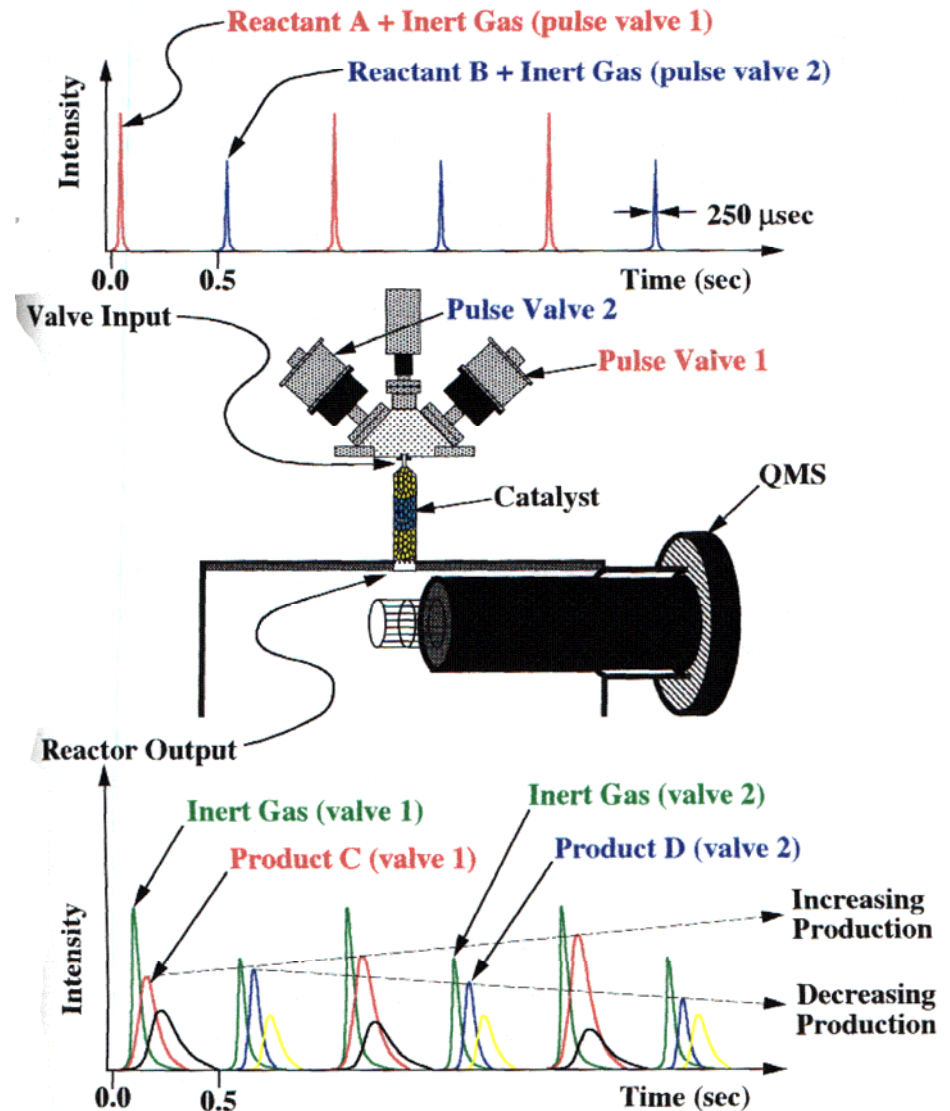 Reactant A + Inert Gas (pulse valve 1)
Reactant B + Inert Gas (pulse valve 2)
Intensity
250 μsec
0.0
0.5
Time (sec)
Valve Input
Pulse Valve 2
Pulse Vaive 1
Catalyst
QMS
Reactor Output
Inert Gas (valve 1)
Inert Gas (valve 2)
Product C (valve 1)
Product D (valve 2)
Increasing
Production
Intensity
Decreasing
Production
0.0
0.5
Time (sec)